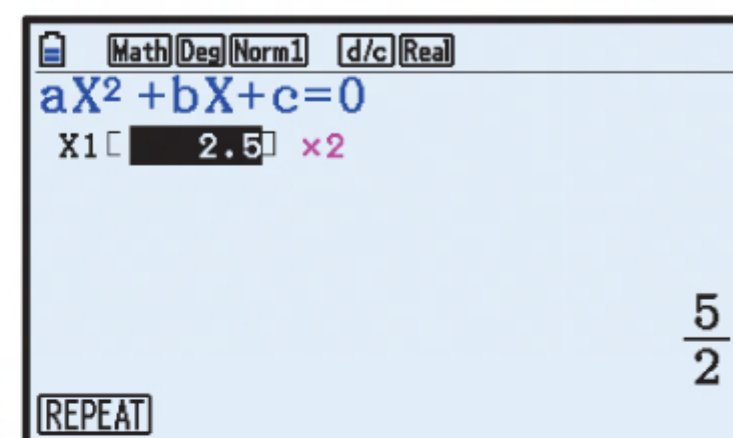 Math Deg Norm1 d/c Real
aX² +bX+c=0
X1[ 2.5] ×2
5
2
REPEAT